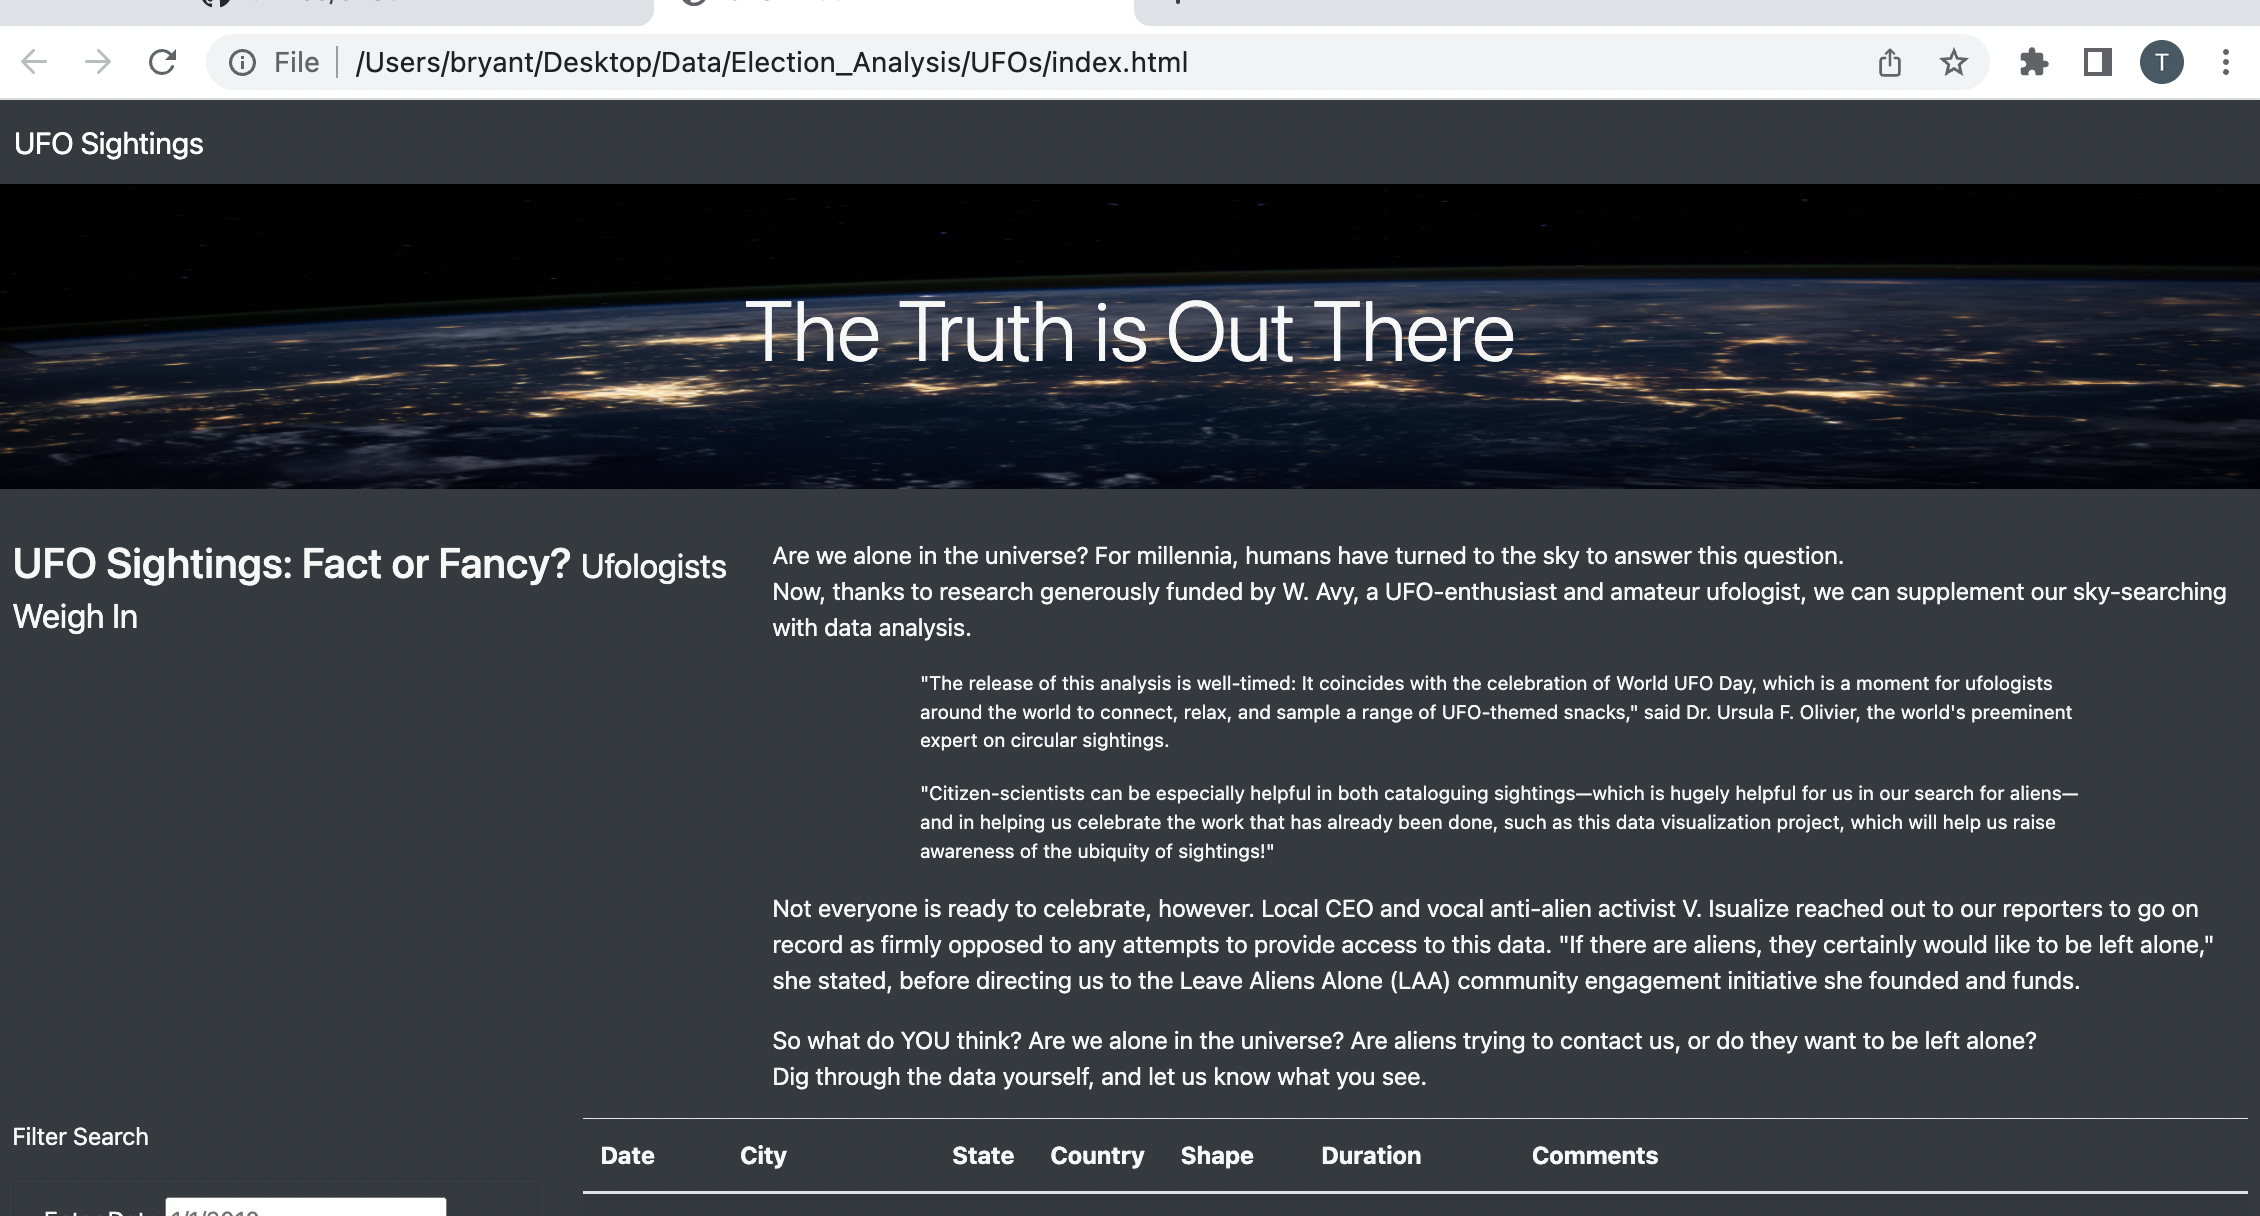 File
/Users/bryant/Desktop/Data/Election_Analysis/UFOs/index.html
T
UFO Sightings
The Truth is Out There
UFO Sightings: Fact or Fancy? Ufologists
Weigh In
Are we alone in the universe? For millennia, humans have turned to the sky to answer this question.
Now, thanks to research generously funded by W. Avy, a UFO-enthusiast and amateur ufologist, we can supplement our sky-searching
with data analysis.
"The release of this analysis is well-timed: It coincides with the celebration of World UFO Day, which is a moment for ufologists
around the world to connect, relax, and sample a range of UFO-themed snacks," said Dr. Ursula F. Olivier, the world's preeminent
expert on circular sightings.
"Citizen-scientists can be especially helpful in both cataloguing sightings—which is hugely helpful for us in our search for aliens—
and in helping us celebrate the work that has already been done, such as this data visualization project, which will help us raise
awareness of the ubiquity of sightings!"
Not everyone is ready to celebrate, however. Local CEO and vocal anti-alien activist V. Isualize reached out to our reporters to go on
record as firmly opposed to any attempts to provide access to this data. "If there are aliens, they certainly would like to be left alone,"
she stated, before directing us to the Leave Aliens Alone (LAA) community engagement initiative she founded and funds.
So what do YOU think? Are we alone in the universe? Are aliens trying to contact us, or do they want to be left alone?
Dig through the data yourself, and let us know what you see.
Filter Search
Date City State Country Shape Duration Comments
Enter Date 1/1/2010